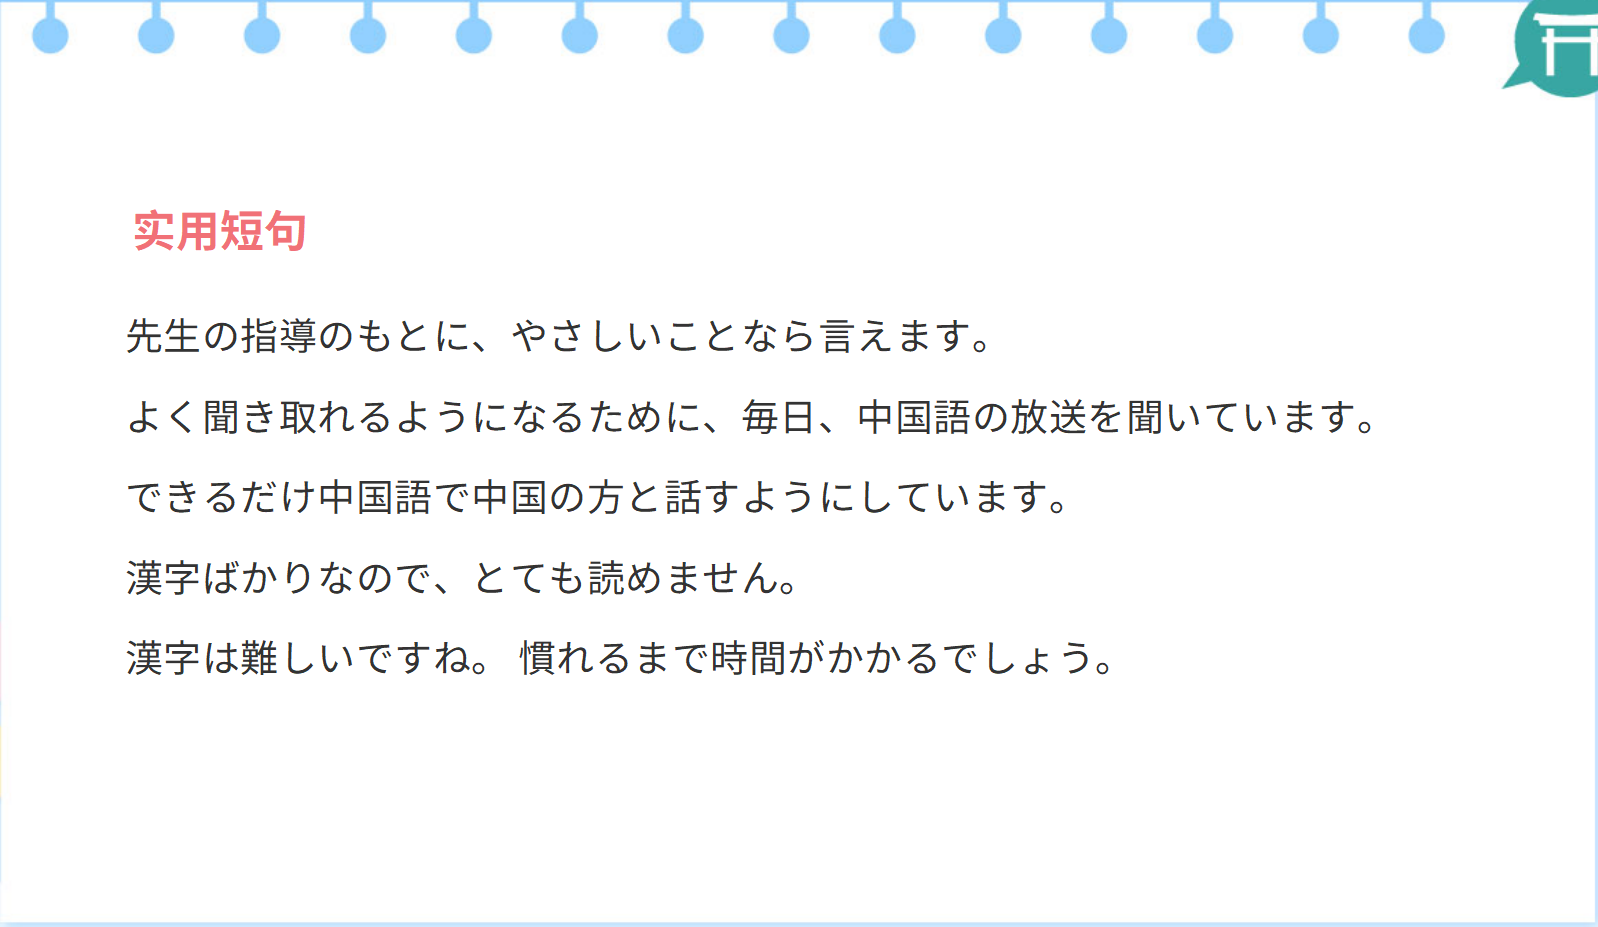 实用短句
先生の指導のもとに、やさしいことなら言えます。
よく聞き取れるようになるために、毎日、中国語の放送を聞いています。
できるだけ中国語で中国の方と話すようにしています。
漢字ばかりなので、とても読めません。
漢字は難しいですね。 慣れるまで時間がかかるでしょう。